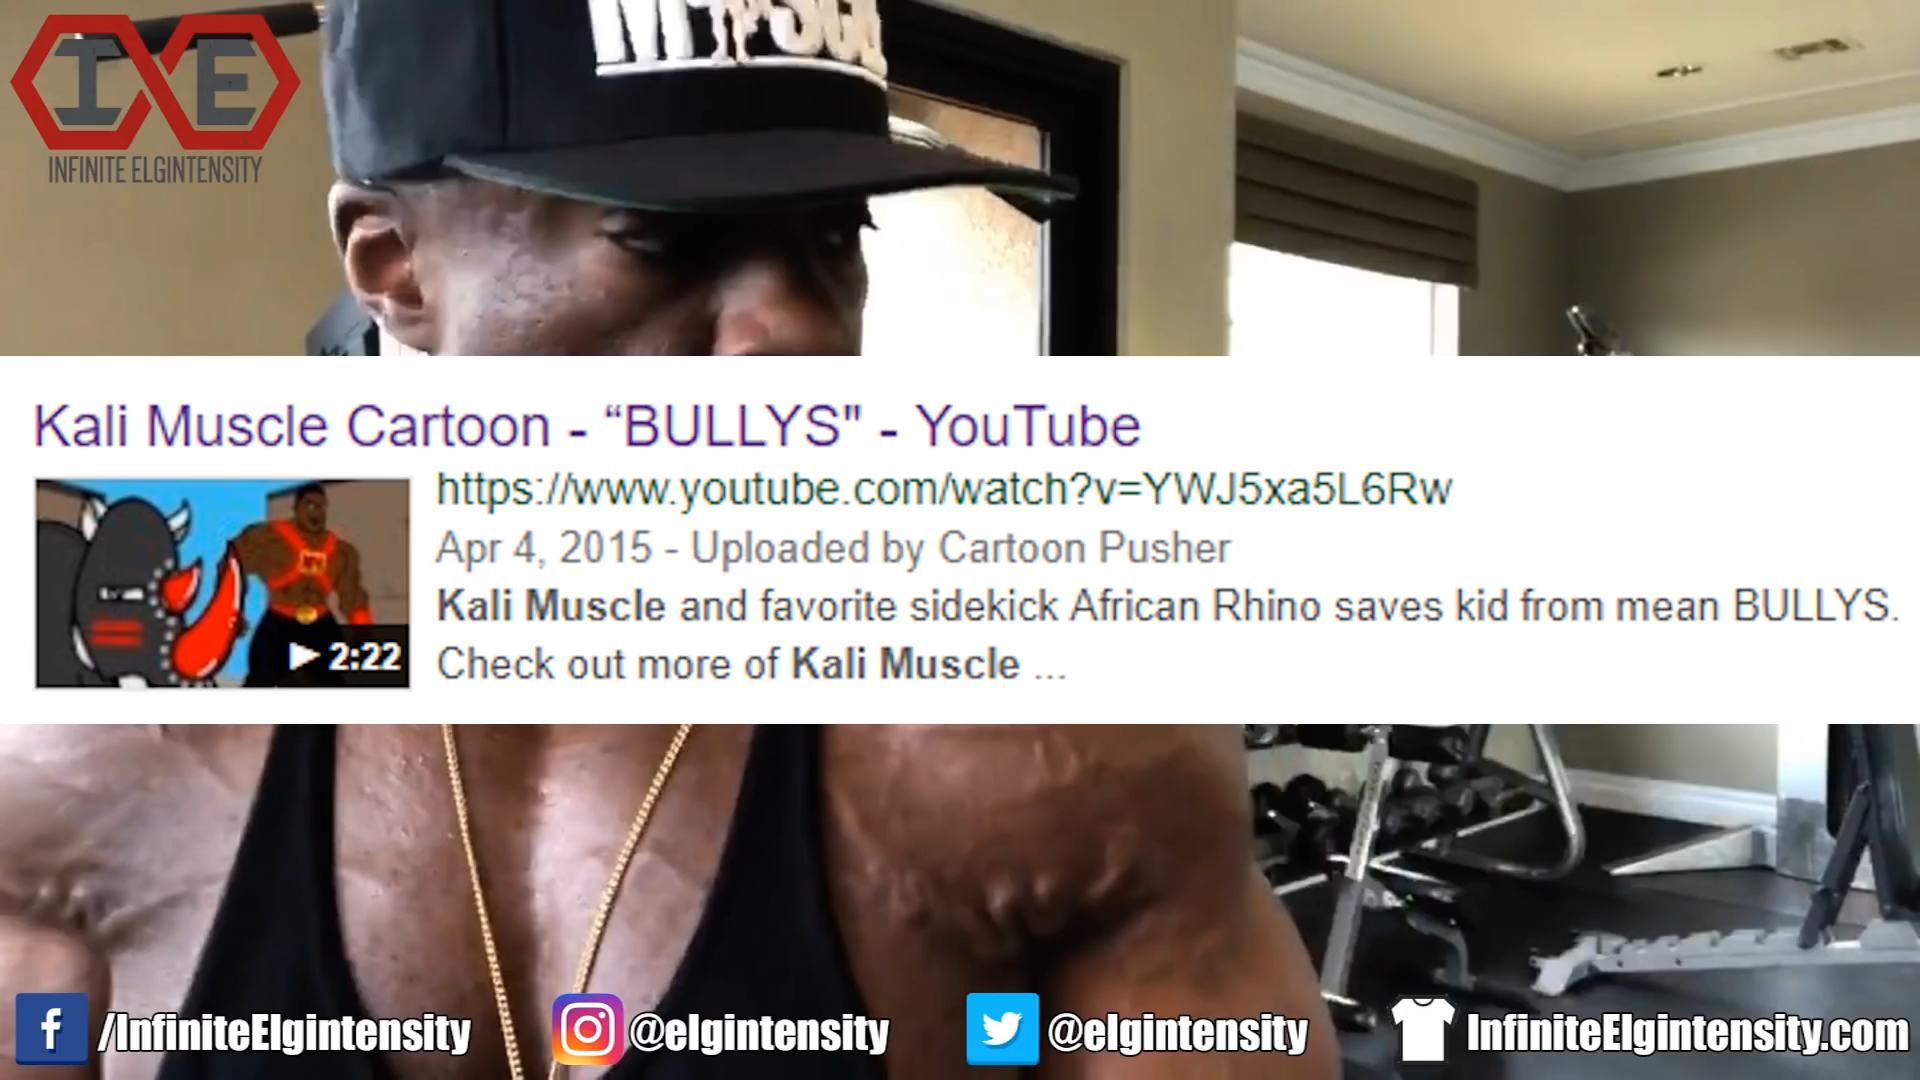 IXE
INFINITE ELGINTENSITY
Kali Muscle Cartoon - “BULLYS" - YouTube
https://www.youtube.com/watch?v=YWJ5xa5L6Rw
Apr 4, 2015 - Uploaded by Cartoon Pusher
Kali Muscle and favorite sidekick African Rhino saves kid from mean BULLYS.
Check out more of Kali Muscle ...
2:22
/InfiniteElgintensity
@elgintensity
@elgintensity
InfiniteElgintensity.com